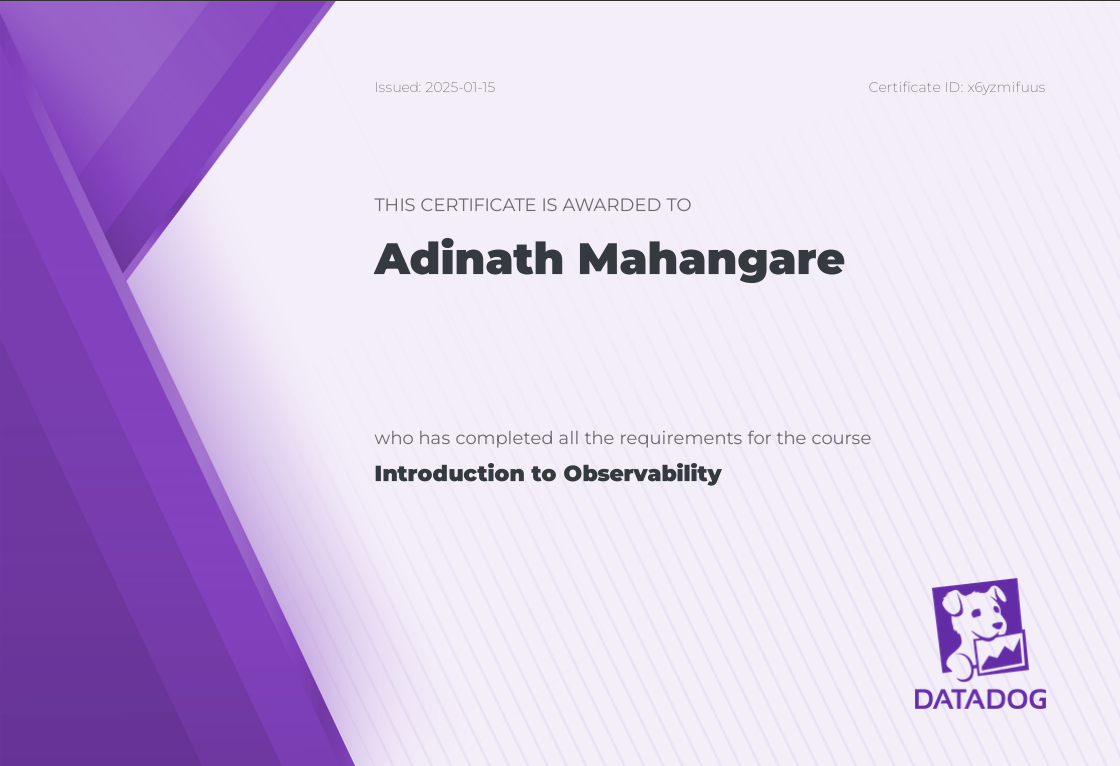 Issued: 2025-01-15
Certificate ID: x6yzmifuus
THIS CERTIFICATE IS AWARDED TO
Adinath Mahangare
who has completed all the requirements for the course
Introduction to Observability
DATADOG